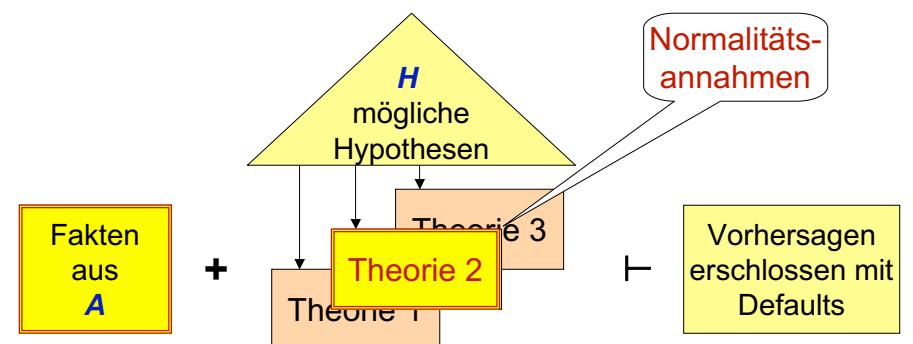 Normalitäts-
annahmen
H
mögliche
Hypothesen
Fakten
aus
A
+
Theorie 3
Theorie 2
Theorie 1
⊢
Vorhersagen
erschlossen mit
Defaults